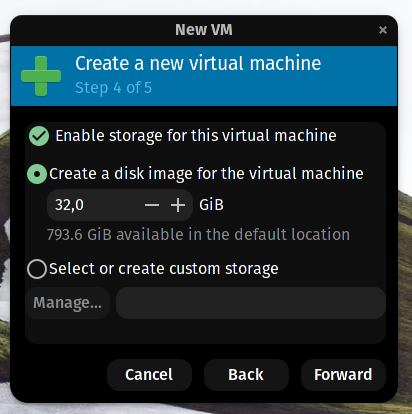 New VM
Create a new virtual machine
Step 4 of 5
Enable storage for this virtual machine
Create a disk image for the virtual machine
32,0 GiB
793.6 GiB available in the default location
Select or create custom storage
Manage...
Cancel Back Forward